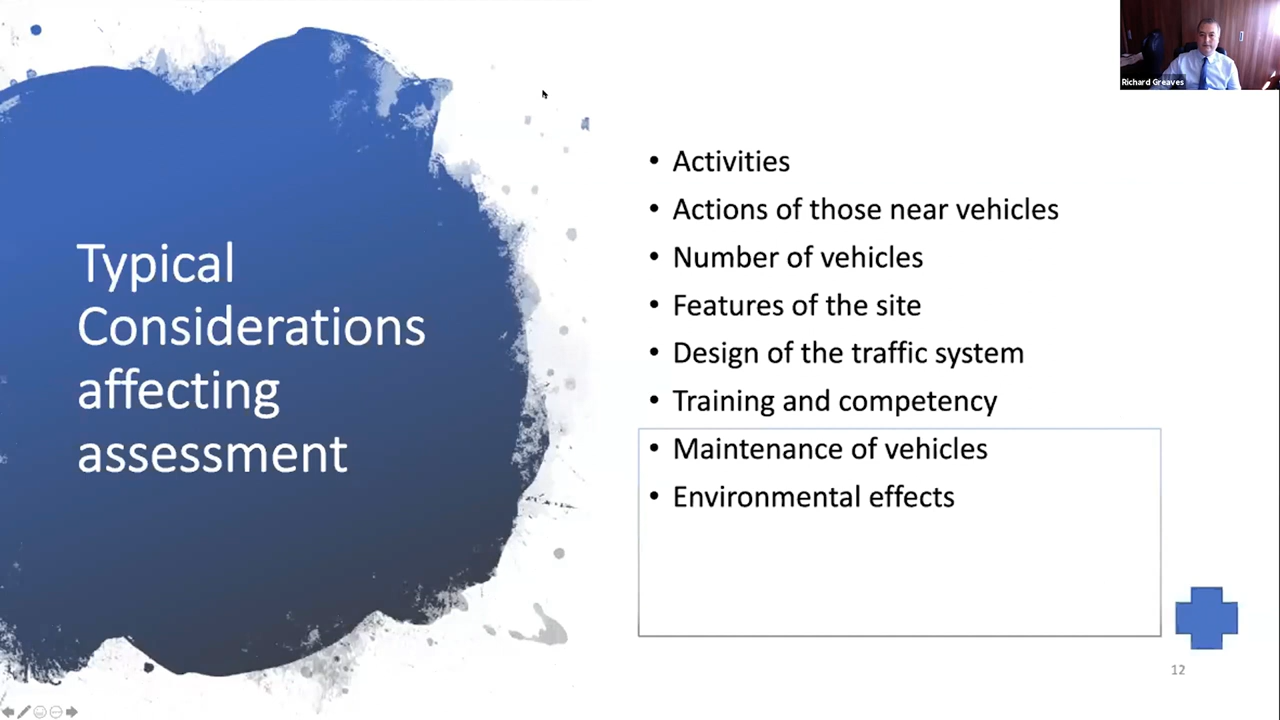 Richard Greaves
Typical
Considerations
affecting
assessment
• Activities
• Actions of those near vehicles
• Number of vehicles
• Features of the site
• Design of the traffic system
• Training and competency
• Maintenance of vehicles
• Environmental effects
12